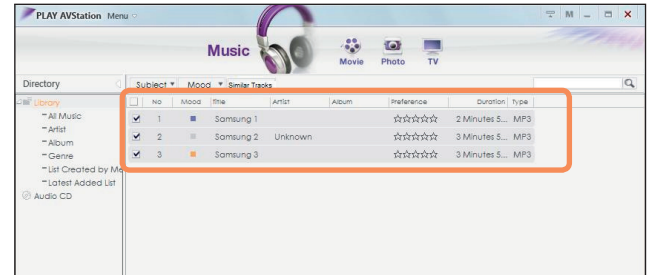 PLAY AVStation Menu
M
Music
Movie Photo TV
Directory
Subject Mood Similar Tracks
Library
All Music
Artist
Album
Genre
List Created by Me
Latest Added List
Audio CD
No Mood Title Artist Album Preference Duration Type
1 Samsung 1 2 Minutes 5... MP3
2 Samsung 2 Unknown 3 Minutes 5... MP3
3 Samsung 3 3 Minutes 5... MP3